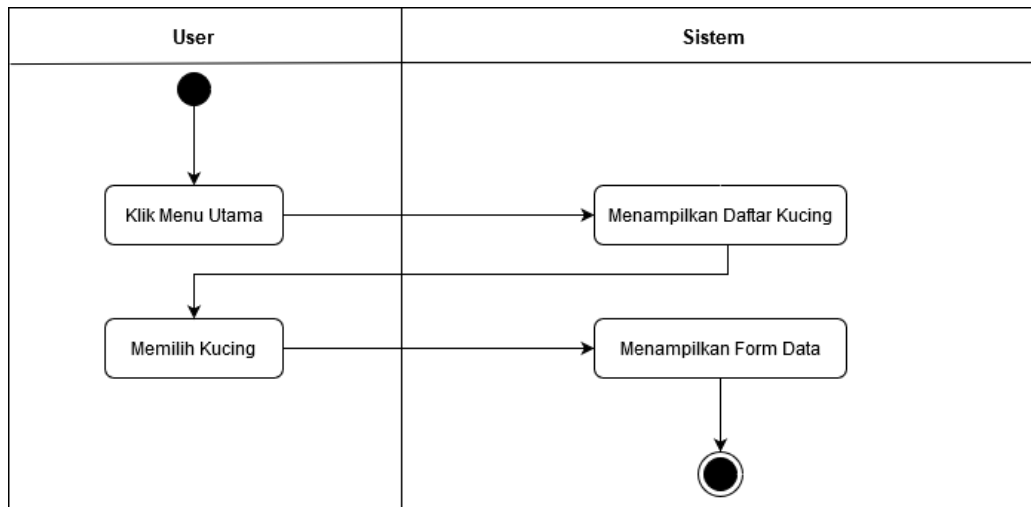 User
Sistem
Klik Menu Utama
Menampilkan Daftar Kucing
Memilih Kucing
Menampilkan Form Data